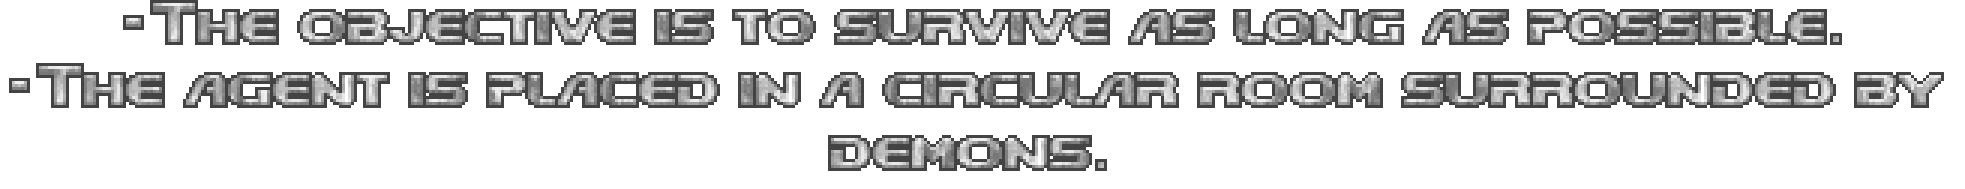 -The objective is to survive as long as possible.
-The agent is placed in a circular room surrounded by
demons.